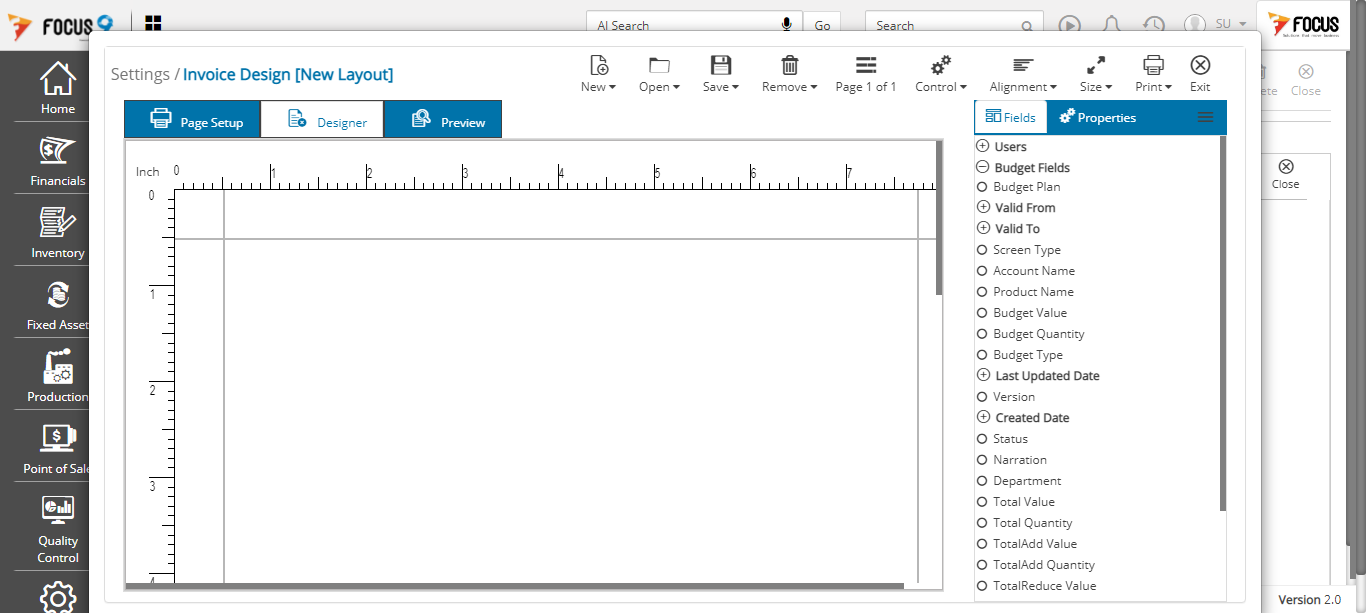 FOCUS
AI Search
Go
Search
SU
FOCUS
Home
Financials
Inventory
Fixed Asset
Production
Point of Sale
Quality
Control
Settings / Invoice Design [New Layout]
New
Open
Save
Remove
Page 1 of 1
Control
Alignment
Size
Print
Exit
Page Setup
Designer
Preview
Inch
0 1 2 3 4 5 6 7
0
1
2
3
4
Fields
Properties
Users
Budget Fields
Budget Plan
Valid From
Valid To
Screen Type
Account Name
Product Name
Budget Value
Budget Quantity
Budget Type
Last Updated Date
Version
Created Date
Status
Narration
Department
Total Value
Total Quantity
TotalAdd Value
TotalAdd Quantity
TotalReduce Value
ete
Close
Close
Version 2.0